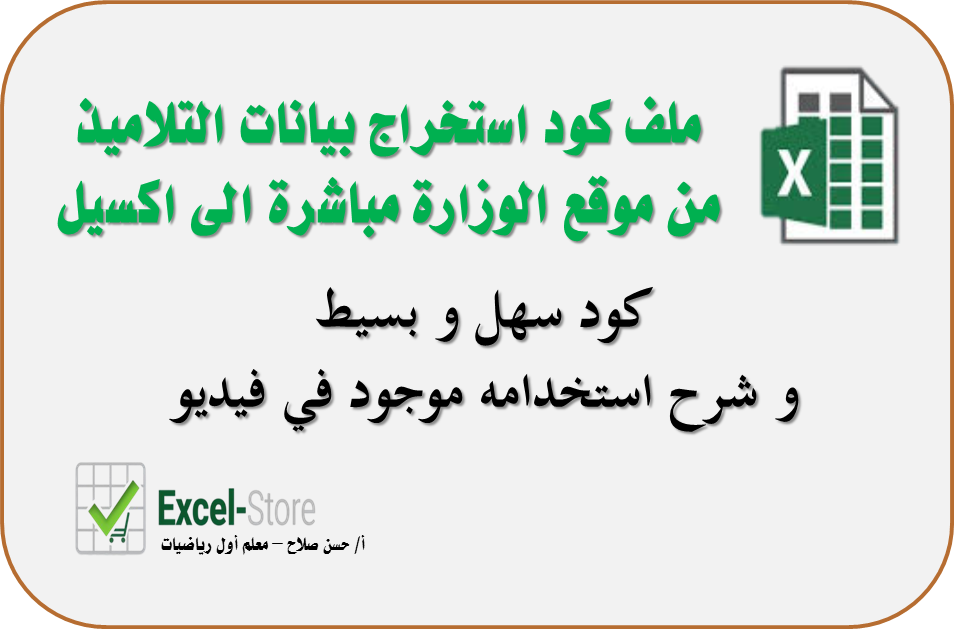 ملف كود استخراج بيانات التلاميذ
من موقع الوزارة مباشرة الى اكسيل
X
كود سهل و بسيط
و شرح استخدامه موجود في فيديو
Excel-Store
أ/ حسن صلاح – معلم أول رياضيات